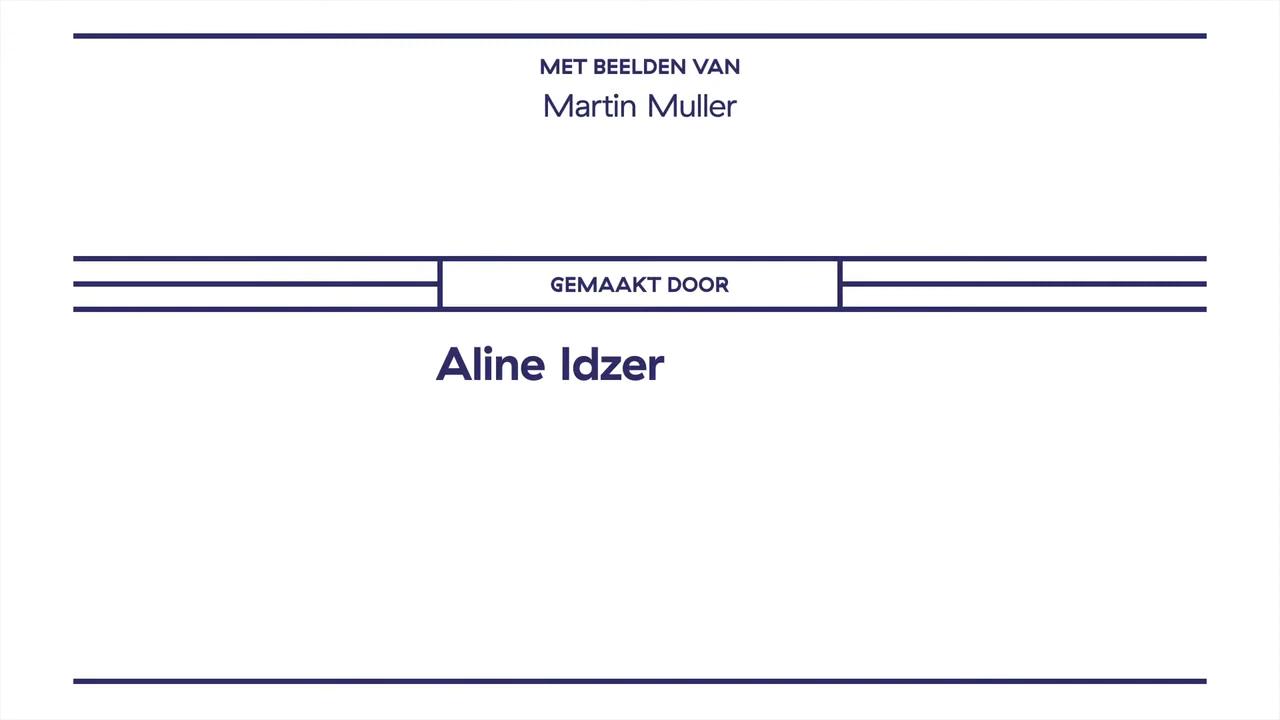 MET BEELDEN VAN
Martin Muller
GEMAAKT DOOR
Aline Idzer